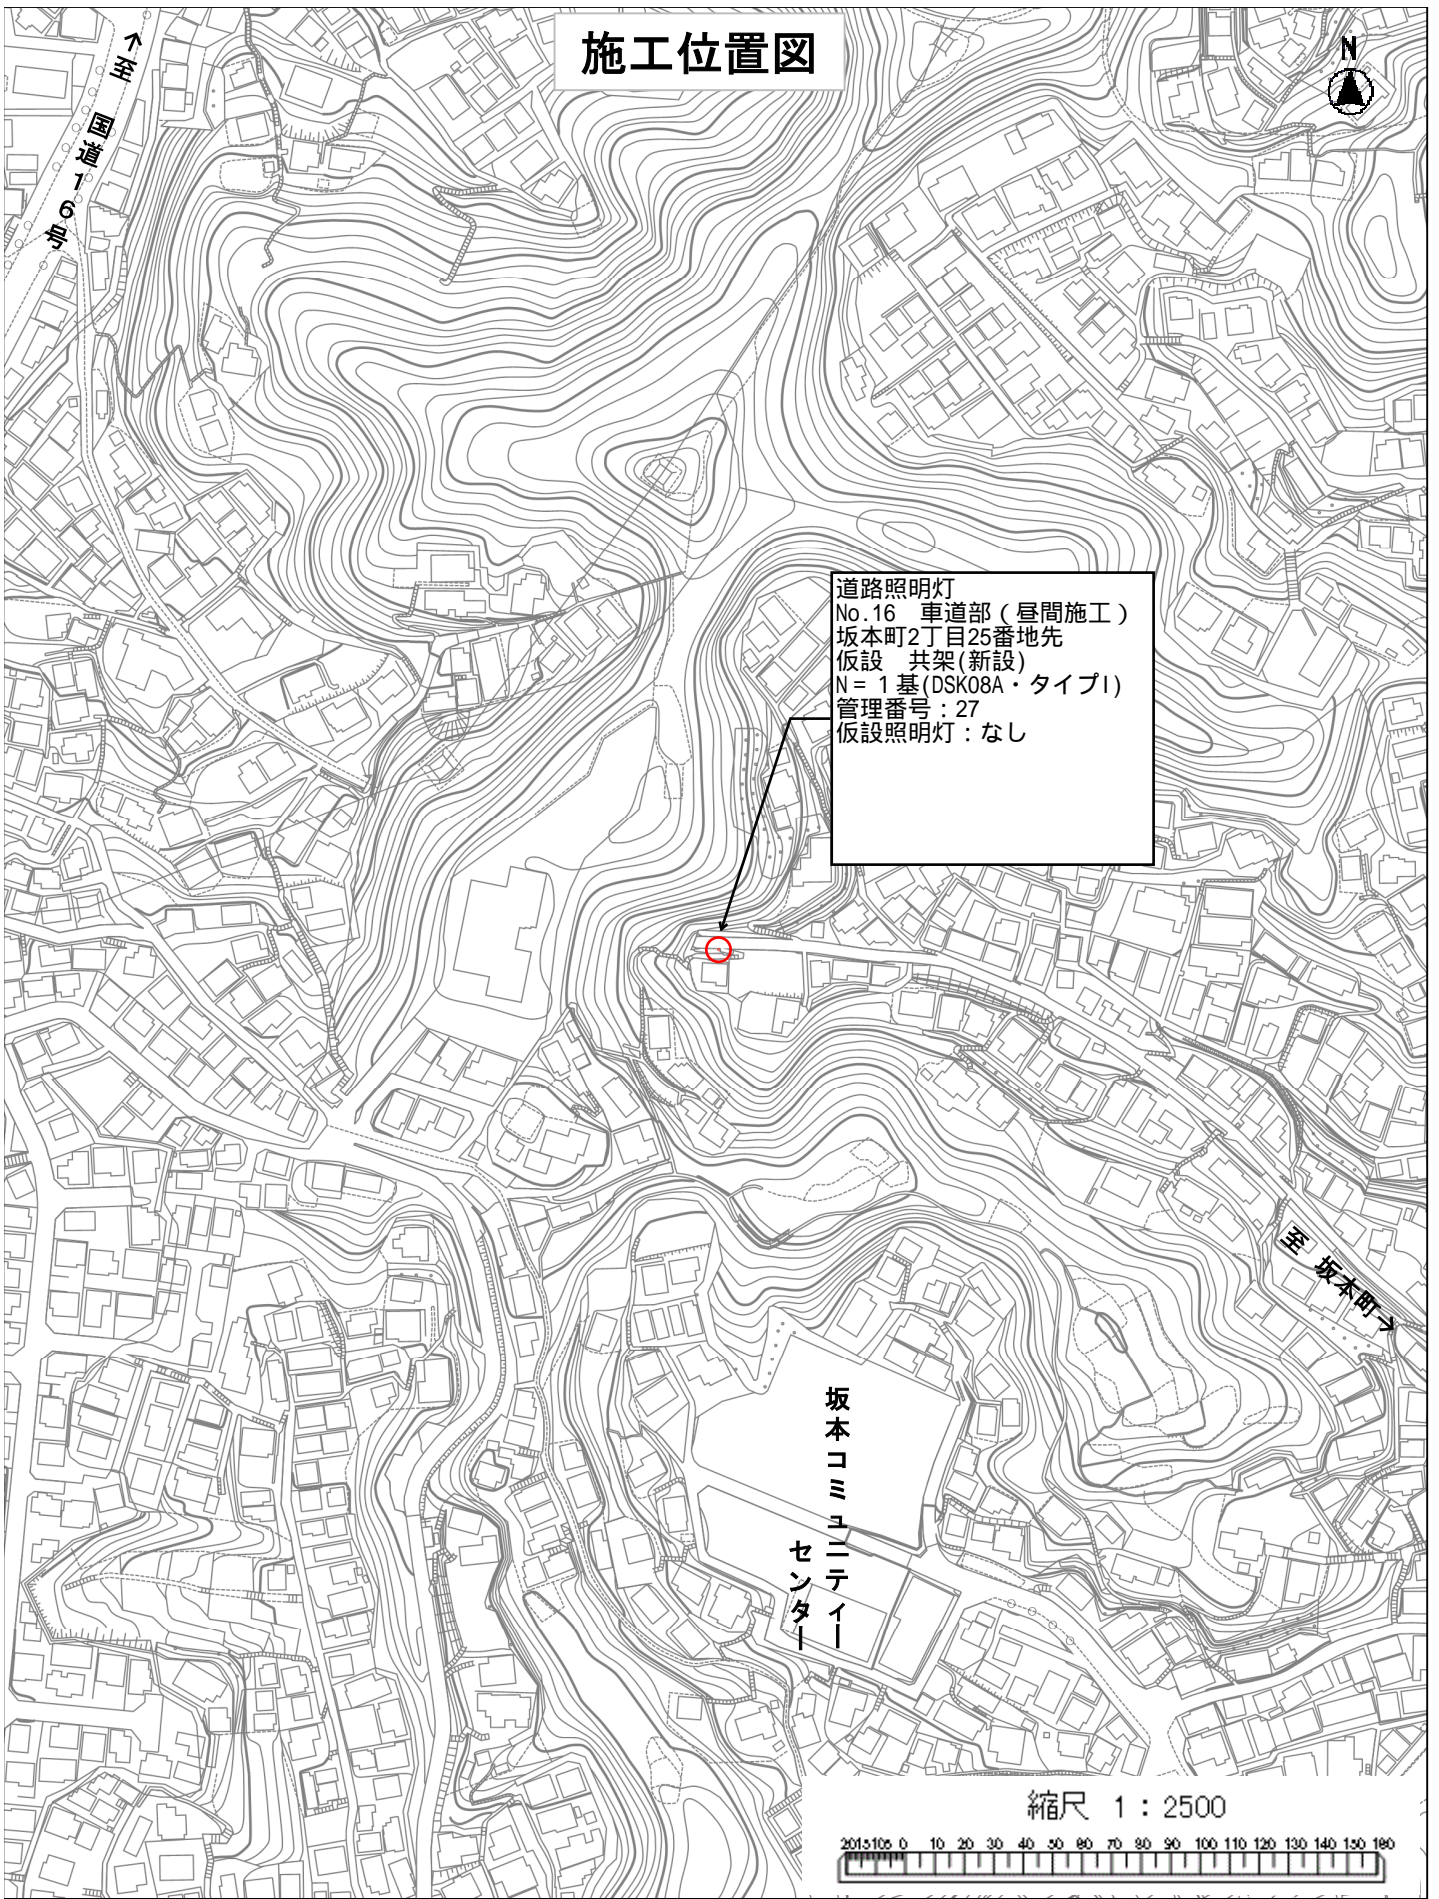 施工位置図
N
↑至 国道16号
道路照明灯
No.16　車道部（昼間施工）
坂本町2丁目25番地先
仮設　共架(新設)
N=1基(DSK08A・タイプI)
管理番号：27
仮設照明灯：なし
至 坂本町→
坂本コミュニティー
センター
縮尺 1：2500
20 15 10 5 0 10 20 30 40 50 60 70 80 90 100 110 120 130 140 150 160